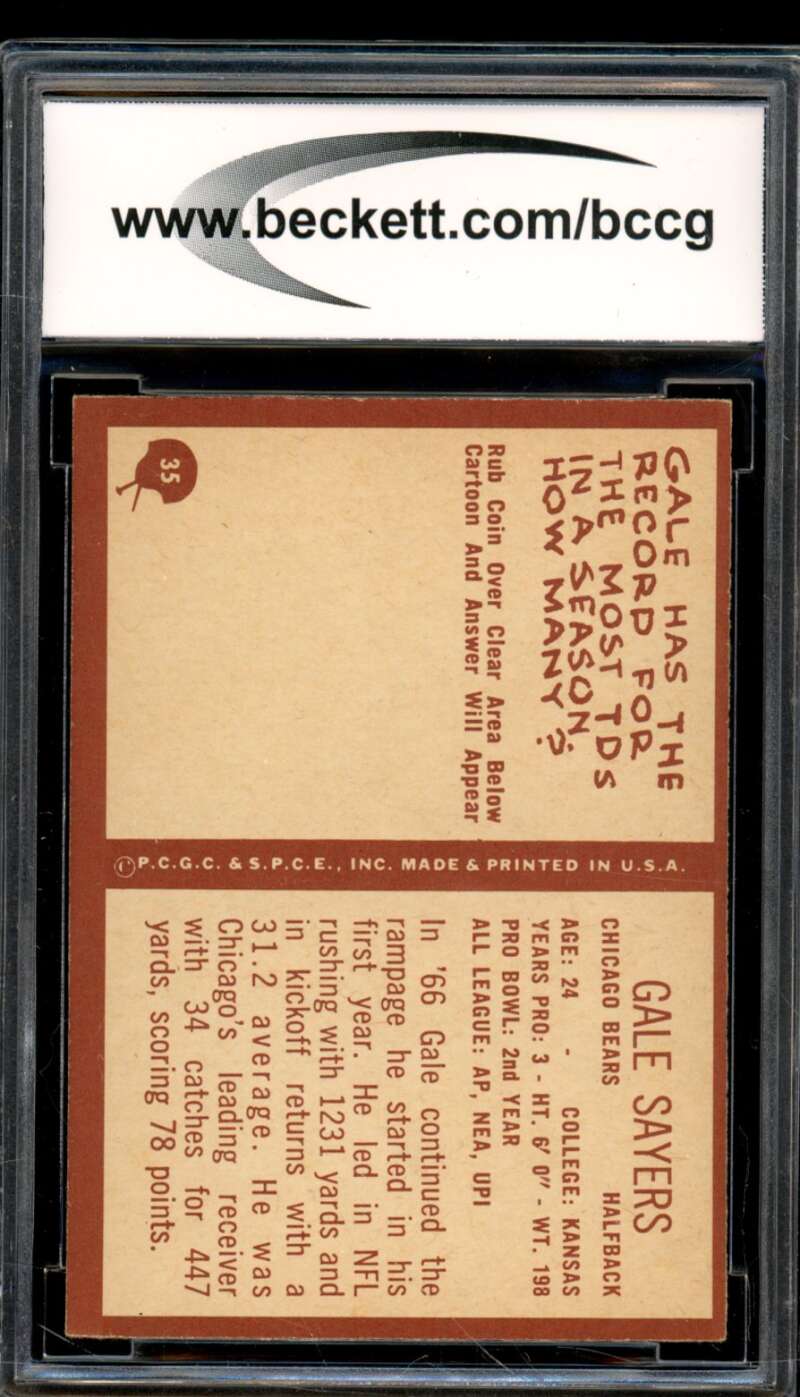 www.beckett.com/bccg
GALE HAS THE
RECORD FOR
THE MOST TDS
IN A SEASON.
HOW MANY?
Rub Coin Over Clear Area Below
Cartoon And Answer Will Appear
35
©P.C.G.C. & S.P.C.E., INC. MADE & PRINTED IN U.S.A.
GALE SAYERS
CHICAGO BEARS HALFBACK
AGE: 24 - COLLEGE: KANSAS
YEARS PRO: 3 - HT. 6' 0" - WT. 198
PRO BOWL: 2nd YEAR
ALL LEAGUE: AP, NEA, UPI
In '66 Gale continued the
rampage he started in his
first year. He led in NFL
rushing with 1231 yards and
in kickoff returns with a
31.2 average. He was
Chicago's leading receiver
with 34 catches for 447
yards, scoring 78 points.